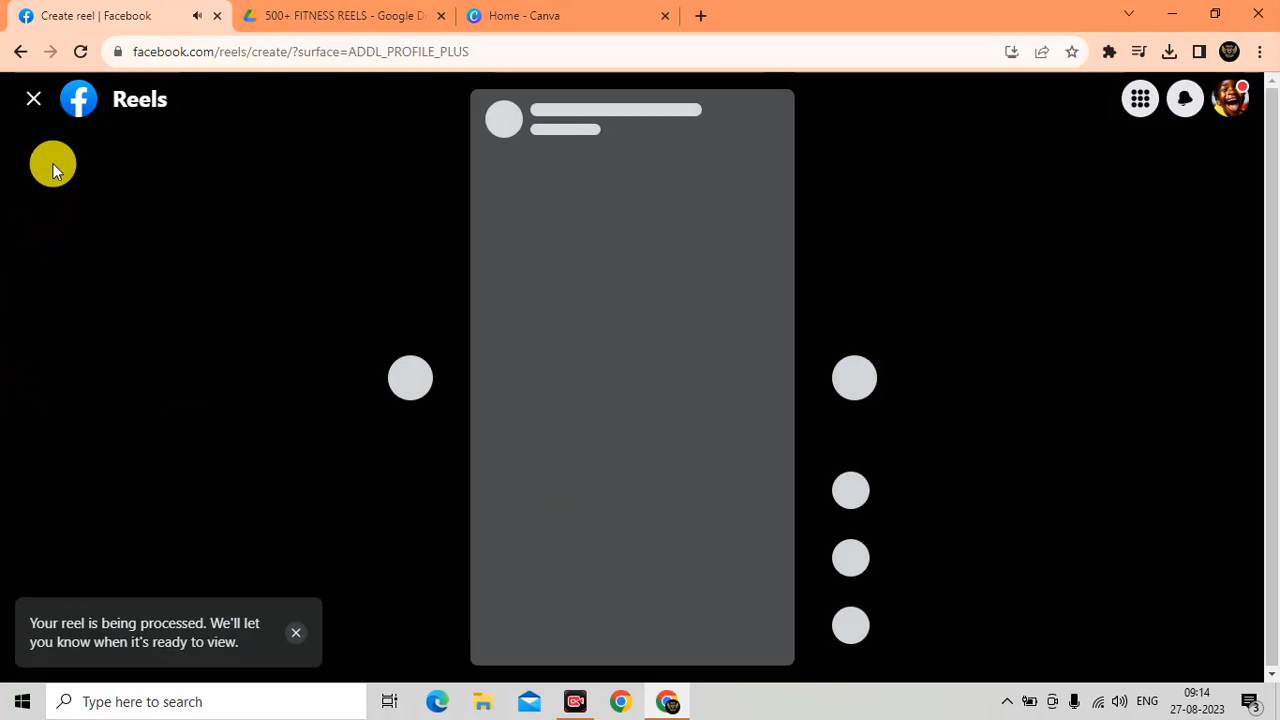 Create reel | Facebook
500+ FITNESS REELS - Google D
Home - Canva
facebook.com/reels/create/?surface=ADDL_PROFILE_PLUS
Reels
Your reel is being processed. We'll let
you know when it's ready to view.
Type here to search
ENG
09:14
27-08-2023
3